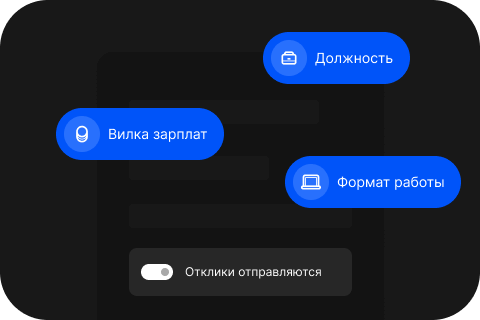 Должность
Вилка зарплат
Формат работы
Отклики отправляются